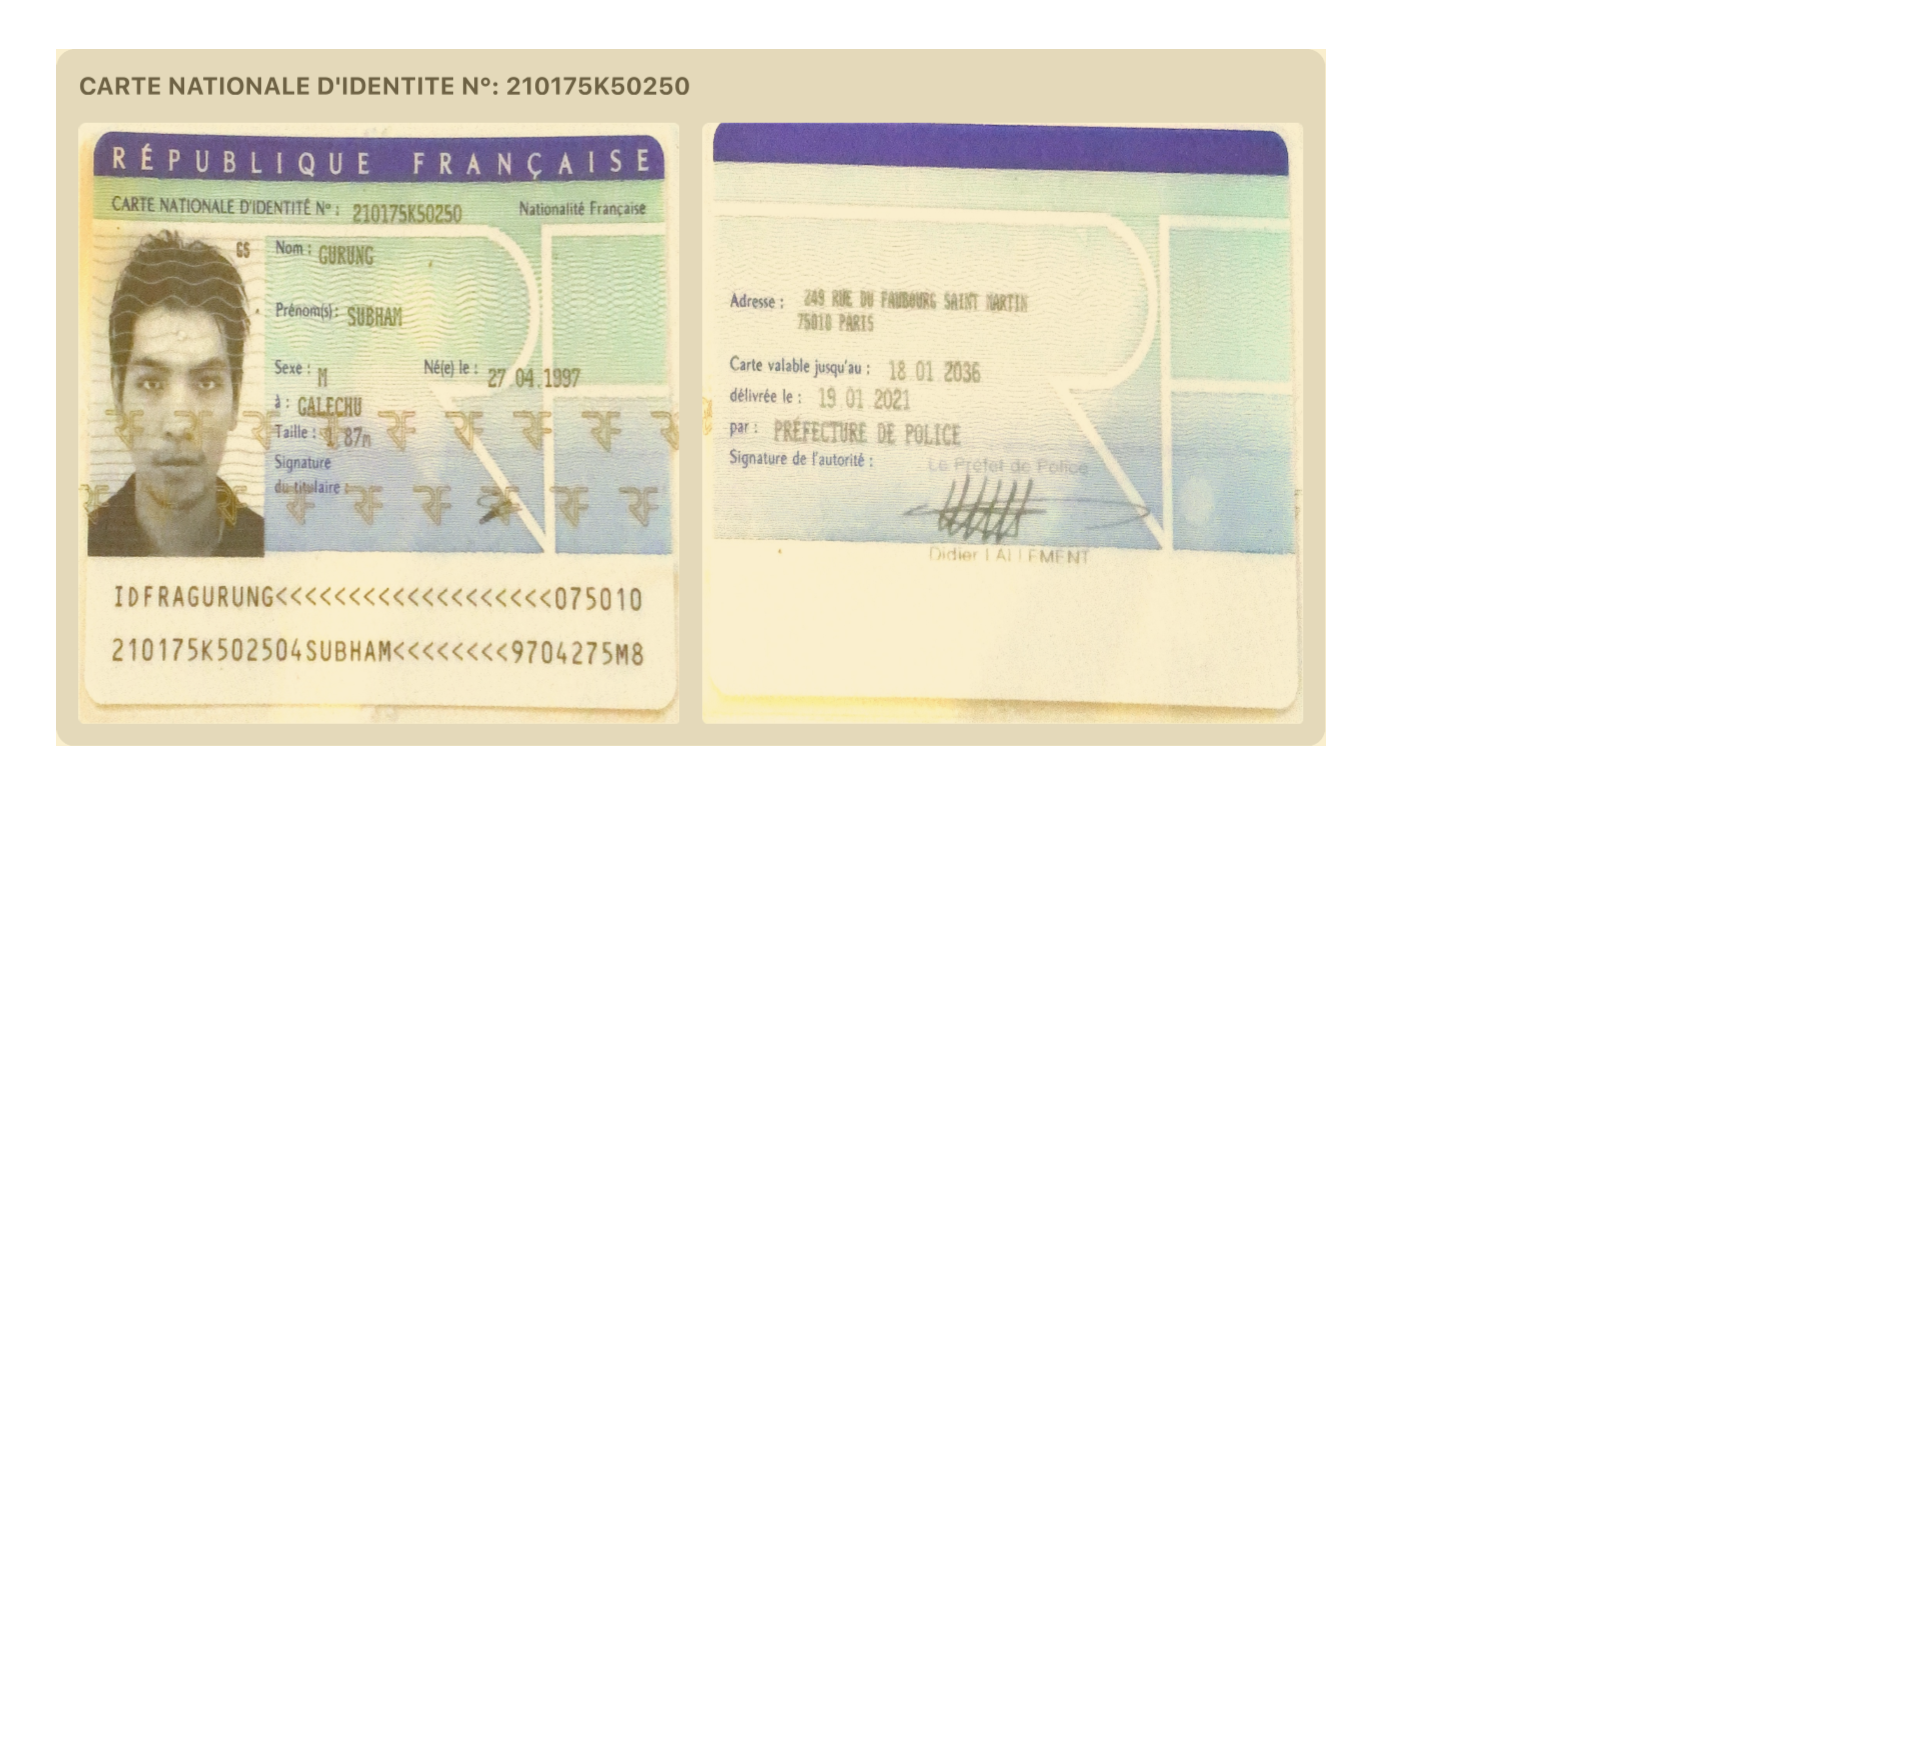 CARTE NATIONALE D'IDENTITE N°: 210175K50250
RÉPUBLIQUE FRANÇAISE
CARTE NATIONALE D'IDENTITÉ N° : 210175K50250 Nationalité Française
GS
Nom : GURUNG
Prénom(s) : SUBHAM
Sexe : M Né(e) le : 27.04.1997
à : GALECHU
Taille : 1,87m
Signature
du titulaire :
IDFRAGURUNG<<<<<<<<<<<<<<<<<<<075010
210175K502504SUBHAM<<<<<<<<9704275M8
Adresse : 249 RUE DU FAUBOURG SAINT MARTIN
75010 PARIS
Carte valable jusqu'au : 18 01 2036
délivrée le : 19 01 2021
par : PRÉFECTURE DE POLICE
Signature de l'autorité :
Le Préfet de Police
Didier LALLEMENT